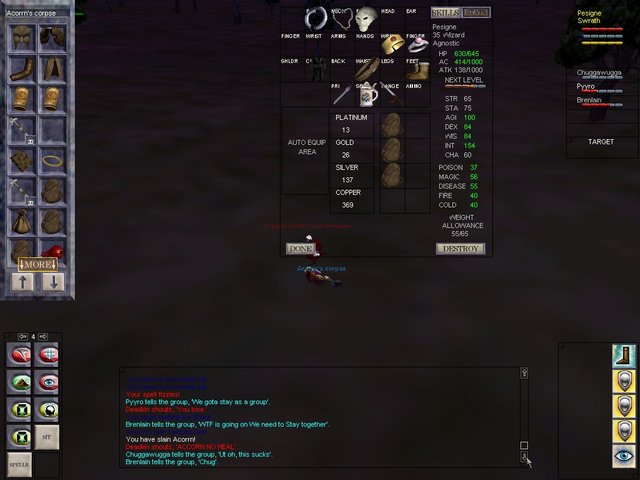 Acorrn's corpse
20
20
MORE
NECK
FACE
HEAD
EAR
FINGER
WRIST
ARMS
HANDS
WRIST
FINGER
SHLDR
BACK
WAIST
LEGS
FEET
PRI
RANGE
AMMO
AUTO EQUIP
AREA
PLATINUM
13
GOLD
26
SILVER
137
COPPER
369
DONE
SKILLS
Pesigne
35 Wizard
Agnostic
HP 630/645
AC 414/1000
ATK 138/1000
NEXT LEVEL
STR 65
STA 75
AGI 100
DEX 84
WIS 84
INT 154
CHA 60
POISON 37
MAGIC 56
DISEASE 55
FIRE 40
COLD 40
WEIGHT
ALLOWANCE
55/65
DESTROY
Pesigne
Swrath
Chuggawugga
Pyyro
Brenlain
TARGET
Acorrn's corpse
4
SIT
SPELLS
Your spell fizzles!
Pyyro tells the group, 'We gota stay as a group'.
Deadkin shouts, 'You lose.'
Brenlain tells the group, 'WTF is going on We need to Stay together'.
You have slain Acorrn!
Deadkin shouts, 'ACCORN NO HEAL'
Chuggawugga tells the group, 'Ut oh, this sucks'.
Brenlain tells the group, 'Chug'.